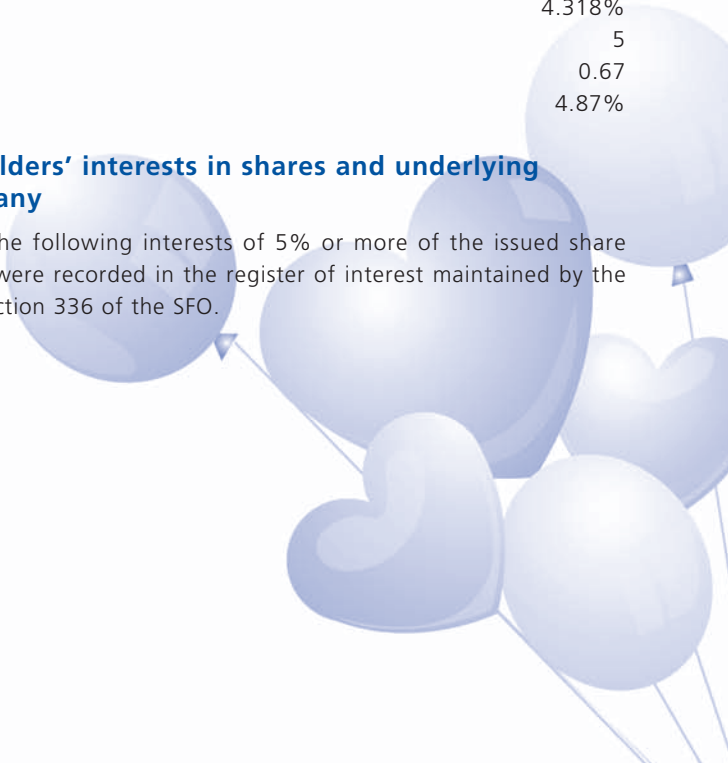 4.318%
5
0.67
4.87%
lders’ interests in shares and underlying
any
he following interests of 5% or more of the issued share
were recorded in the register of interest maintained by the
ction 336 of the SFO.